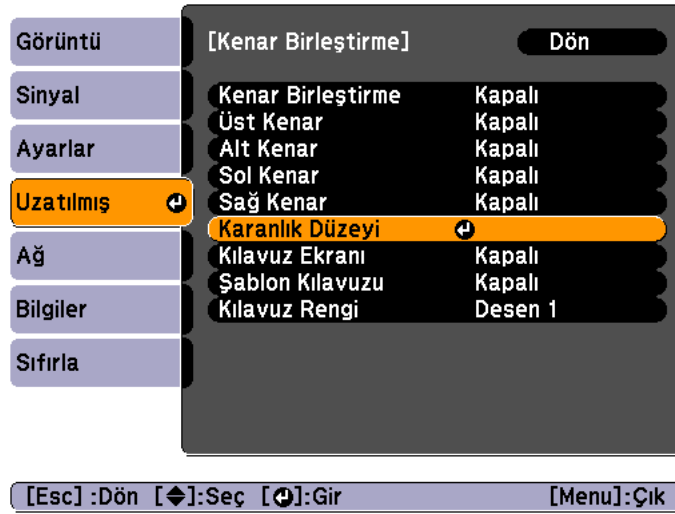 Görüntü
Sinyal
Ayarlar
Uzatılmış
Ağ
Bilgiler
Sıfırla
[Kenar Birleştirme] Dön
Kenar Birleştirme Kapalı
Üst Kenar Kapalı
Alt Kenar Kapalı
Sol Kenar Kapalı
Sağ Kenar Kapalı
Karanlık Düzeyi
Kılavuz Ekranı Kapalı
Şablon Kılavuzu Kapalı
Kılavuz Rengi Desen 1
[Esc] :Dön [◆]:Seç [↵]:Gir [Menu]:Çık